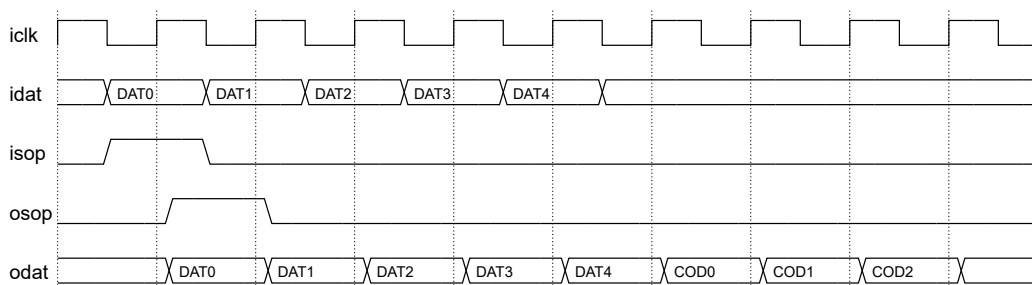 iclk
idat DAT0 DAT1 DAT2 DAT3 DAT4
isop
osop
odat DAT0 DAT1 DAT2 DAT3 DAT4 COD0 COD1 COD2